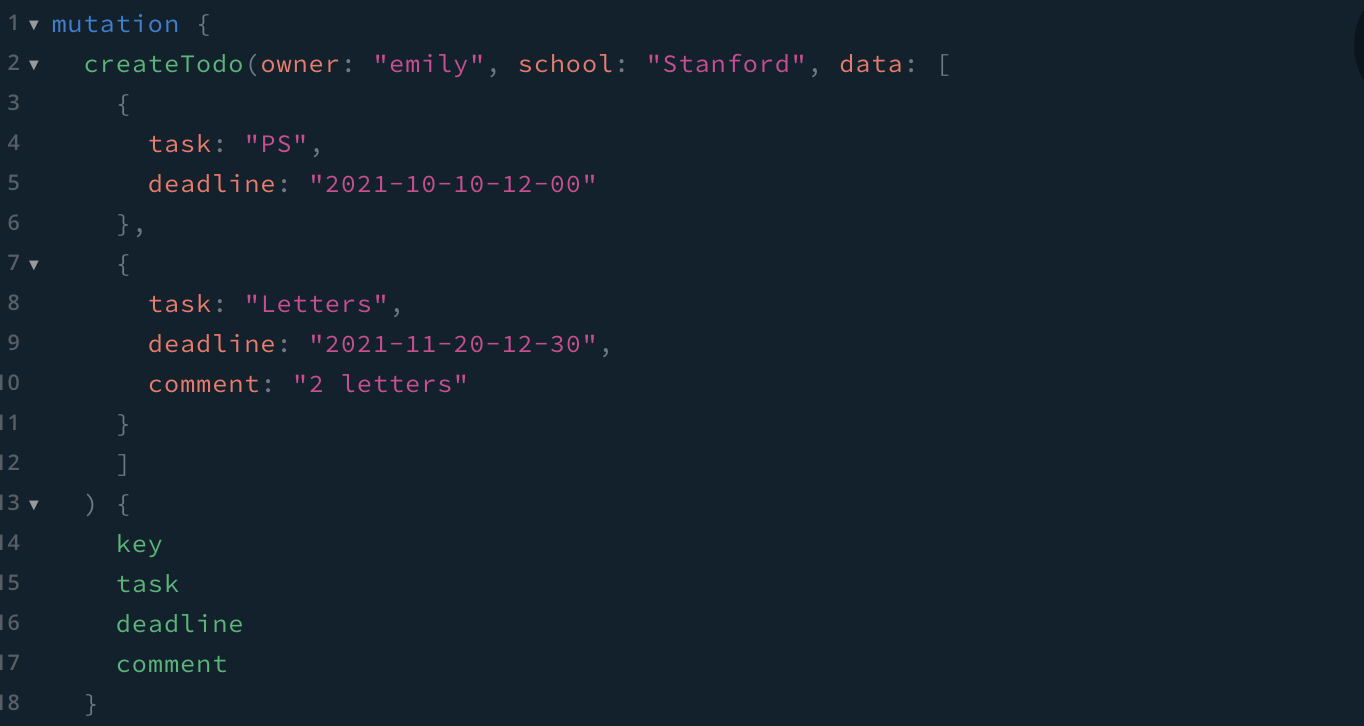 1 ▾ mutation {
2 ▾ createTodo(owner: "emily", school: "Stanford", data: [
3 {
4 task: "PS",
5 deadline: "2021-10-10-12-00"
6 },
7 ▾ {
8 task: "Letters",
9 deadline: "2021-11-20-12-30",
10 comment: "2 letters"
11 }
12 ]
13 ▾ ) {
14 key
15 task
16 deadline
17 comment
18 }